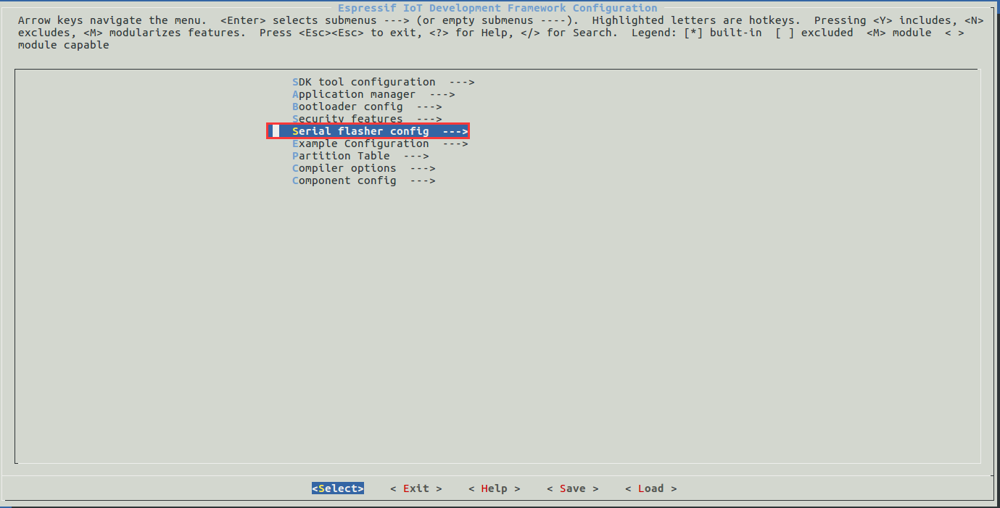 Espressif IoT Development Framework Configuration
Arrow keys navigate the menu.  <Enter> selects submenus ---> (or empty submenus ----).  Highlighted letters are hotkeys.  Pressing <Y> includes, <N>
excludes, <M> modularizes features.  Press <Esc><Esc> to exit, <?> for Help, </> for Search.  Legend: [*] built-in  [ ] excluded  <M> module  < >
module capable
SDK tool configuration  --->
Application manager  --->
Bootloader config  --->
Security features  --->
Serial flasher config  --->
Example Configuration  --->
Partition Table  --->
Compiler options  --->
Component config  --->
<Select>    < Exit >    < Help >    < Save >    < Load >